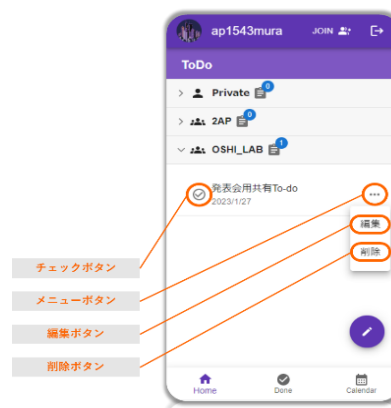 ap1543mura JOIN
ToDo
Private 0
2AP 0
OSHI_LAB 1
発表会用共有To-do
2023/1/27
編集
削除
チェックボタン
メニューボタン
編集ボタン
削除ボタン
Home Done Calendar